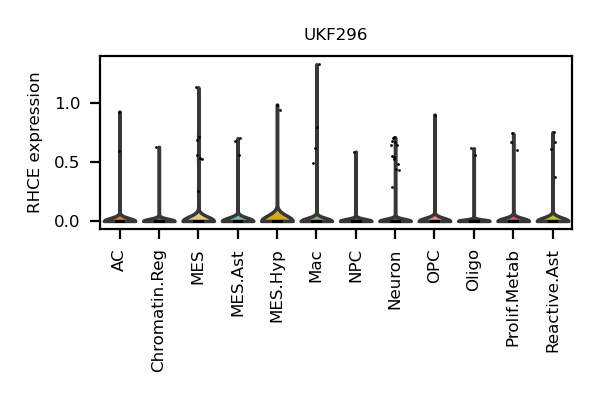 UKF296
RHCE expression
1.0
0.5
0.0
AC
Chromatin.Reg
MES
MES.Ast
MES.Hyp
Mac
NPC
Neuron
OPC
Oligo
Prolif.Metab
Reactive.Ast